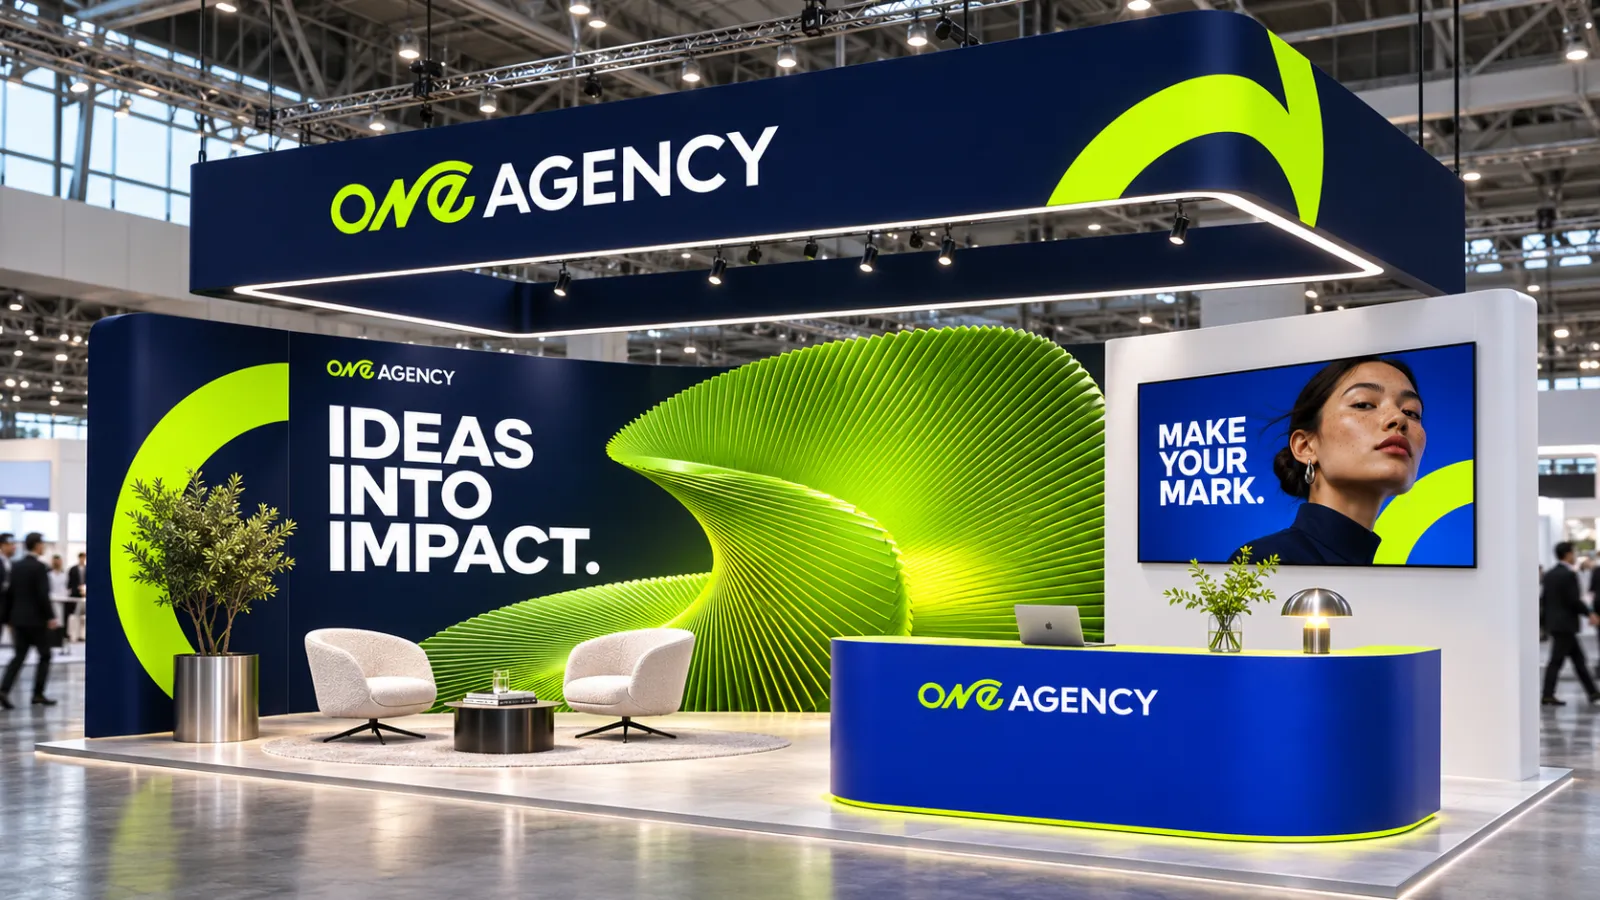 ONE AGENCY
ONE AGENCY
IDEAS
INTO
IMPACT.
MAKE
YOUR
MARK.
ONE AGENCY